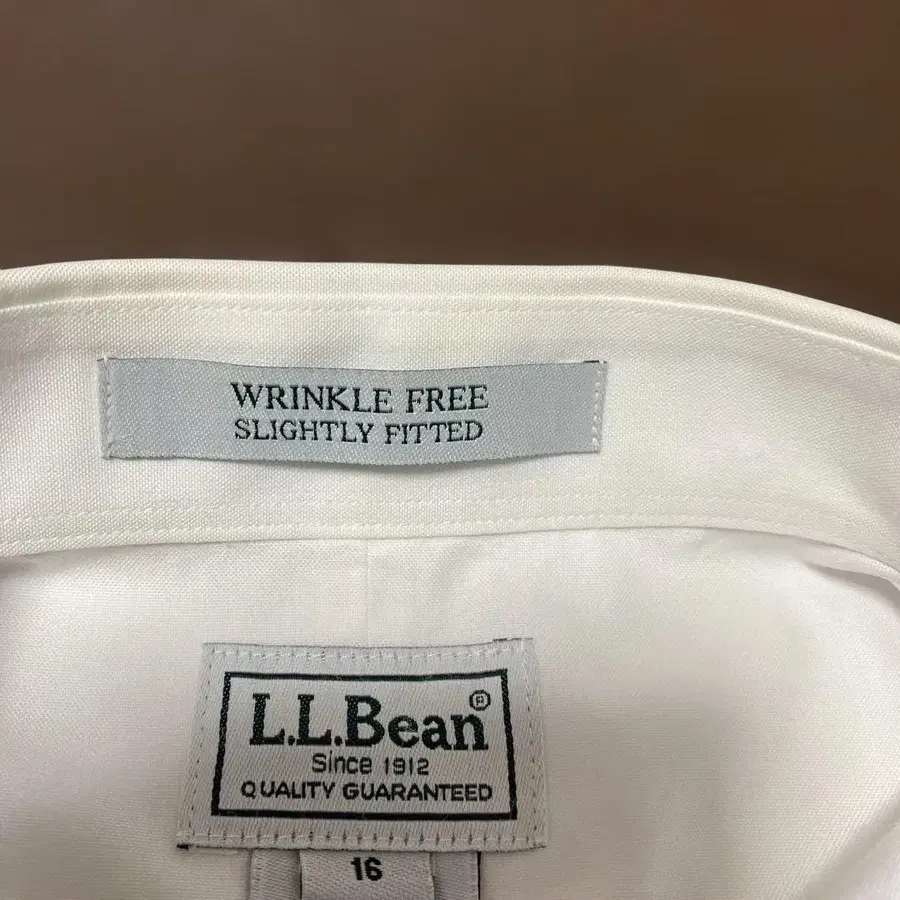 WRINKLE FREE
SLIGHTLY FITTED
L.L.Bean®
Since 1912
QUALITY GUARANTEED
16